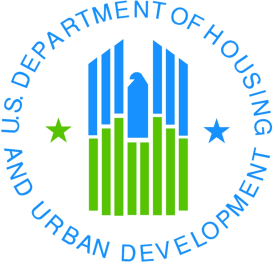 U.S. DEPARTMENT OF HOUSING
AND URBAN DEVELOPMENT